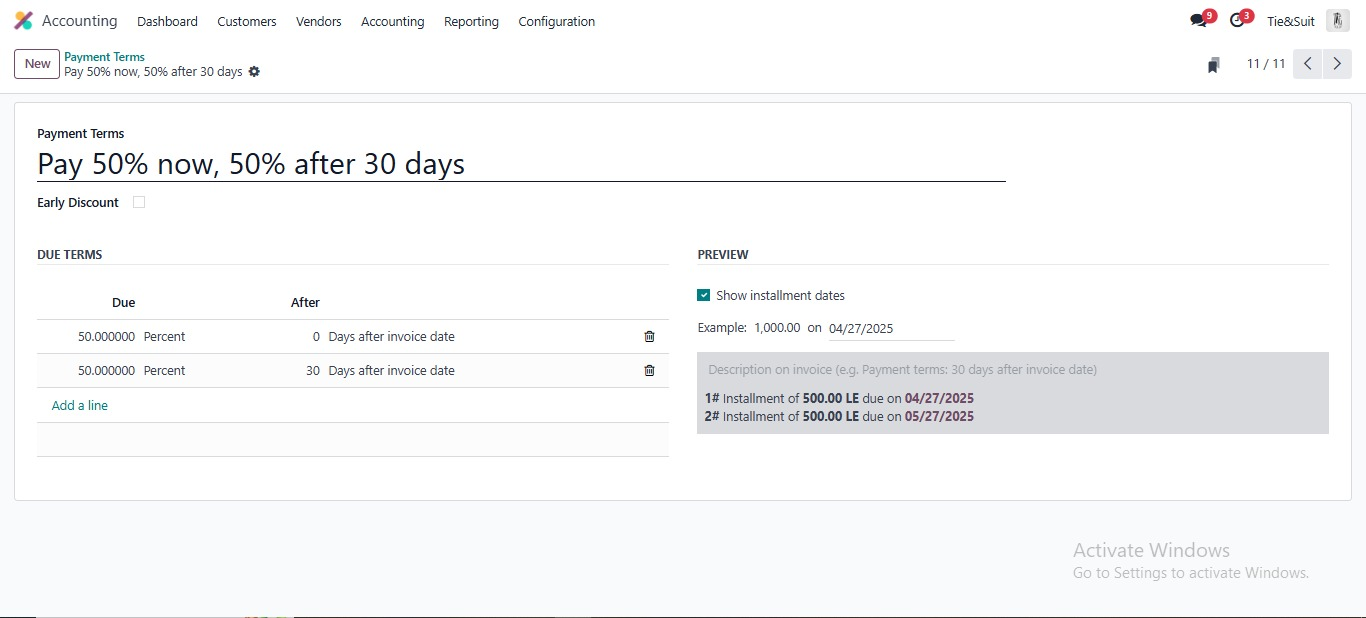 Accounting Dashboard Customers Vendors Accounting Reporting Configuration 9 3 Tie&Suit
New Payment Terms
Pay 50% now, 50% after 30 days 11 / 11
Payment Terms
Pay 50% now, 50% after 30 days
Early Discount
DUE TERMS
Due After
50.000000 Percent 0 Days after invoice date
50.000000 Percent 30 Days after invoice date
Add a line
PREVIEW
Show installment dates
Example: 1,000.00 on 04/27/2025
Description on invoice (e.g. Payment terms: 30 days after invoice date)
1# Installment of 500.00 LE due on 04/27/2025
2# Installment of 500.00 LE due on 05/27/2025
Activate Windows
Go to Settings to activate Windows.